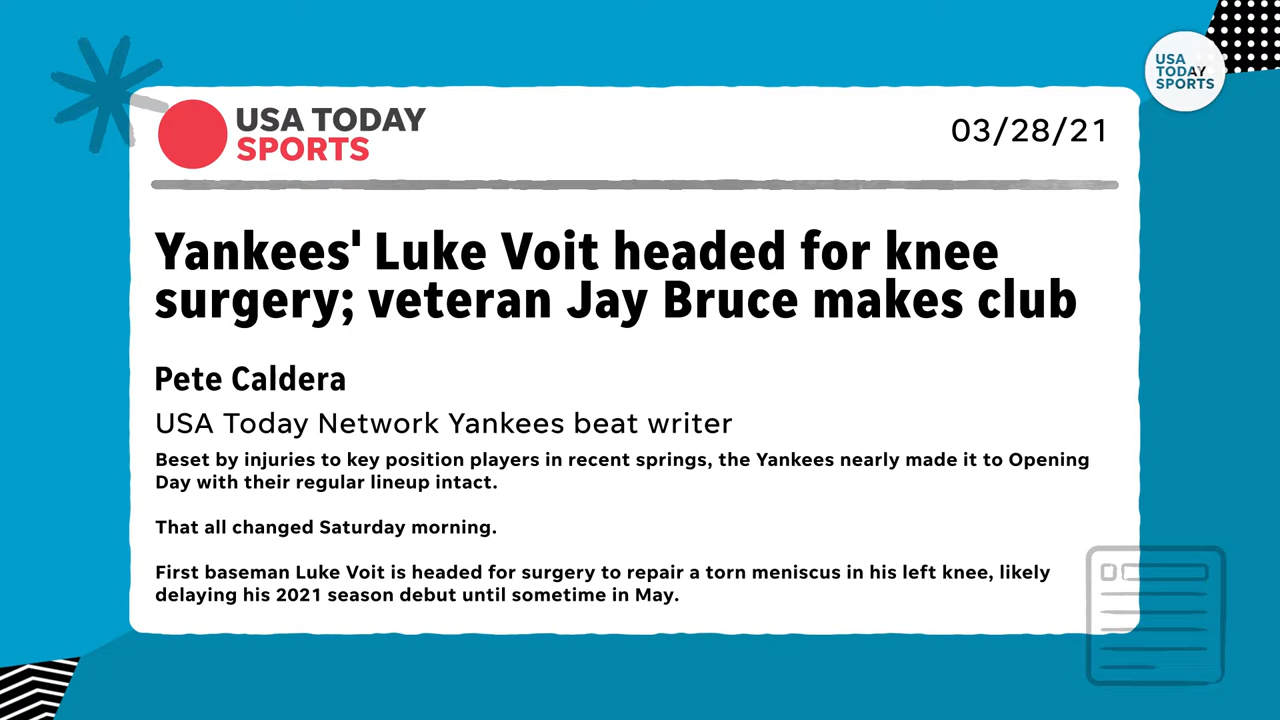 USA
TODAY
SPORTS
USA TODAY
SPORTS
03/28/21
Yankees' Luke Voit headed for knee
surgery; veteran Jay Bruce makes club
Pete Caldera
USA Today Network Yankees beat writer
Beset by injuries to key position players in recent springs, the Yankees nearly made it to Opening
Day with their regular lineup intact.
That all changed Saturday morning.
First baseman Luke Voit is headed for surgery to repair a torn meniscus in his left knee, likely
delaying his 2021 season debut until sometime in May.